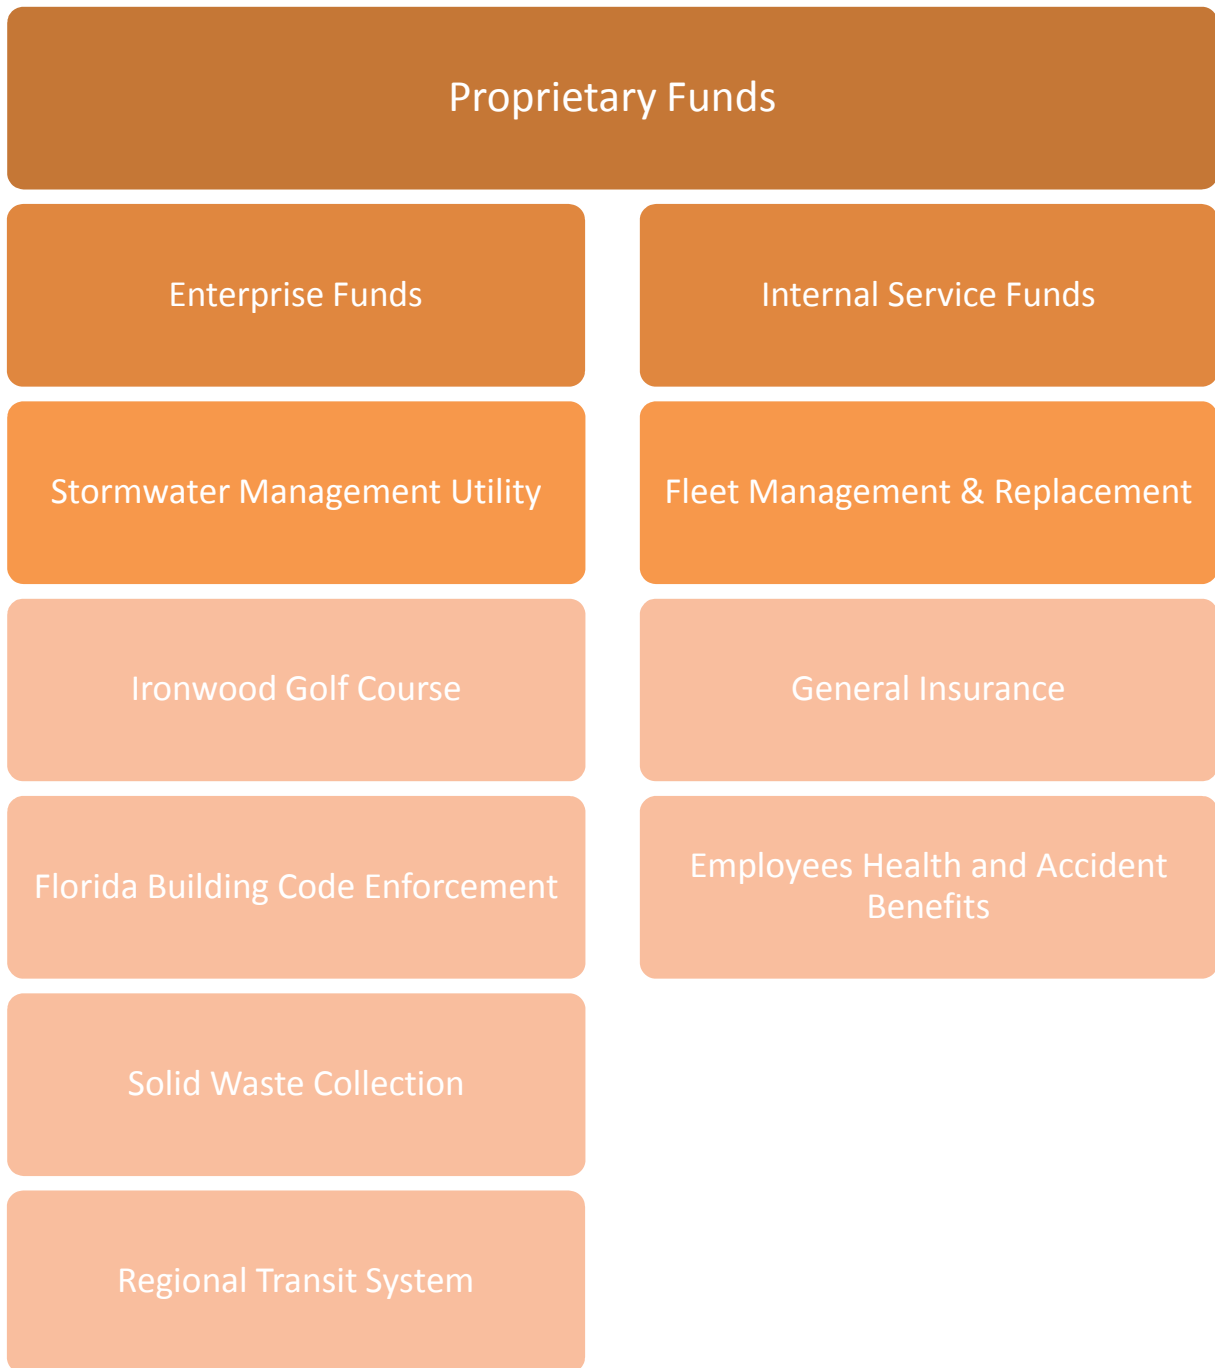 Proprietary Funds
Enterprise Funds
Internal Service Funds
Stormwater Management Utility
Fleet Management & Replacement
Ironwood Golf Course
General Insurance
Florida Building Code Enforcement
Employees Health and Accident
Benefits
Solid Waste Collection
Regional Transit System